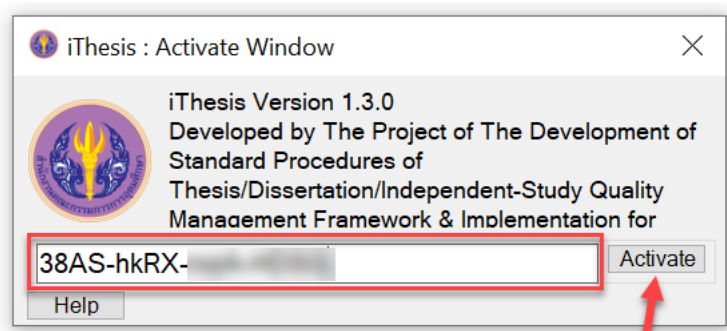 iThesis : Activate Window
iThesis Version 1.3.0
Developed by The Project of The Development of
Standard Procedures of
Thesis/Dissertation/Independent-Study Quality
Management Framework & Implementation for
38AS-hkRX-
Activate
Help